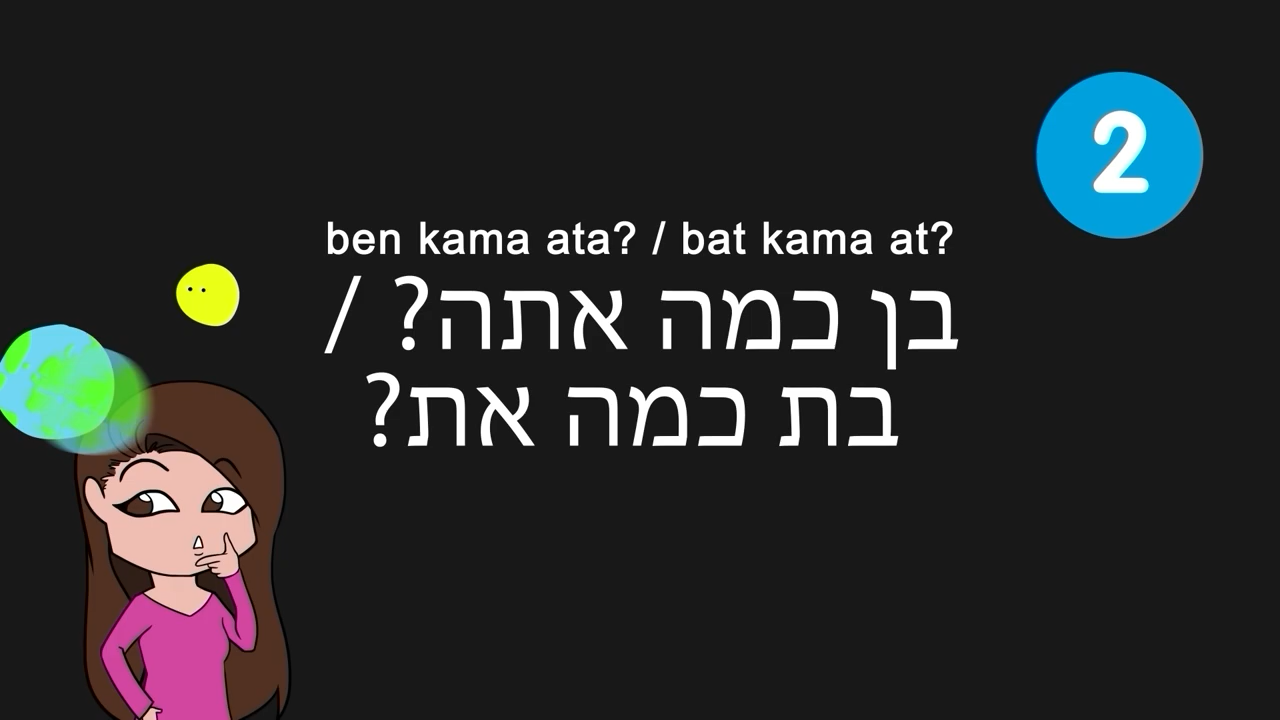 2
ben kama ata? / bat kama at?
בן כמה אתה? /
בת כמה את?